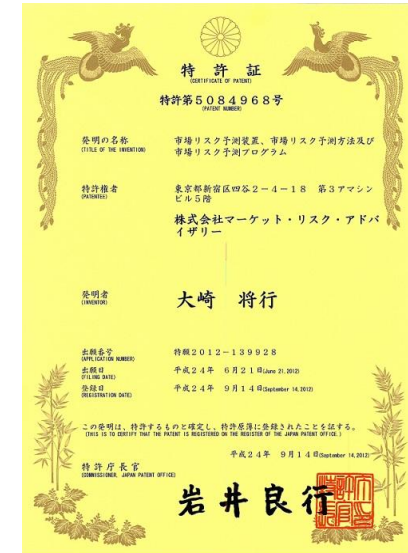 特許証
(CERTIFICATE OF PATENT)
特許第5084968号
(PATENT NUMBER)
発明の名称
(TITLE OF THE INVENTION)
市場リスク予測装置、市場リスク予測方法及び
市場リスク予測プログラム
特許権者
(PATENTEE)
東京都新宿区四谷2-4-18 第3アマシン
ビル5階
株式会社マーケット・リスク・アドバ
イザリー
発明者
(INVENTOR)
大崎 将行
出願番号
(APPLICATION NUMBER)
特願2012-139928
出願日
(FILING DATE)
平成24年 6月21日(June 21,2012)
登録日
(REGISTRATION DATE)
平成24年 9月14日(September 14,2012)
この発明は、特許するものと確定し、特許原簿に登録されたことを証する。
(THIS IS TO CERTIFY THAT THE PATENT IS REGISTERED ON THE REGISTER OF THE JAPAN PATENT OFFICE.)
平成24年 9月14日(September 14,2012)
特許庁長官
(COMMISSIONER, JAPAN PATENT OFFICE)
岩井良行